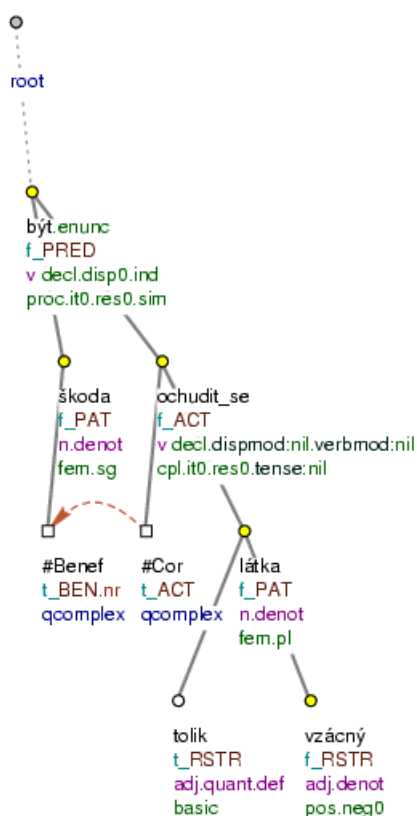 root
být.enunc
f_PRED
v decl.disp0.ind
proc.it0.res0.sim
škoda
f_PAT
n.denot
fem.sg
ochudit_se
f_ACT
v decl.dispmod:nil.verbmod:nil
cpl.it0.res0.tense:nil
#Benef
t_BEN.nr
qcomplex
#Cor
t_ACT
qcomplex
látka
f_PAT
n.denot
fem.pl
tolik
t_RSTR
adj.quant.def
basic
vzácný
f_RSTR
adj.denot
pos.neg0